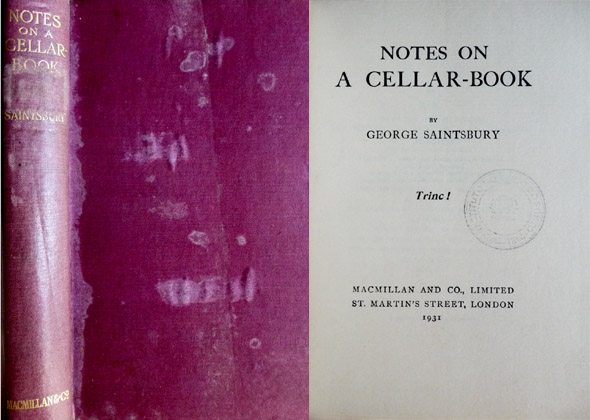 NOTES
ON A
CELLAR-
BOOK
SAINTSBURY
MACMILLAN & CO.
NOTES ON
A CELLAR-BOOK
BY
GEORGE SAINTSBURY
Trinc!
MACMILLAN AND CO., LIMITED
ST. MARTIN'S STREET, LONDON
1931